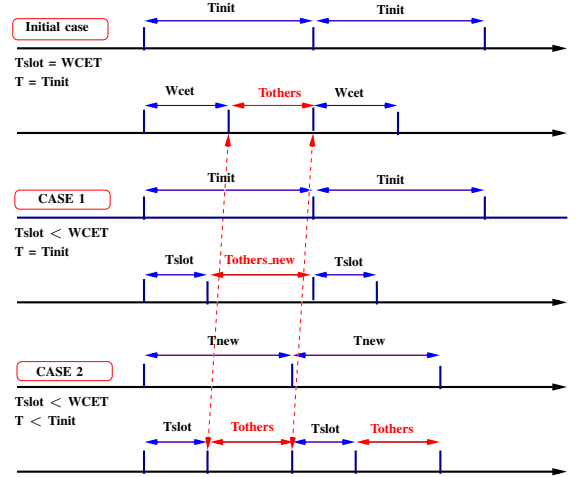 Tinit Tinit
Initial case
Tslot = WCET
T = Tinit
Wcet Tothers Wcet
Tinit Tinit
CASE 1
Tslot < WCET
T = Tinit
Tslot Tothers_new Tslot
Tnew Tnew
CASE 2
Tslot < WCET
T < Tinit
Tslot Tothers Tslot Tothers